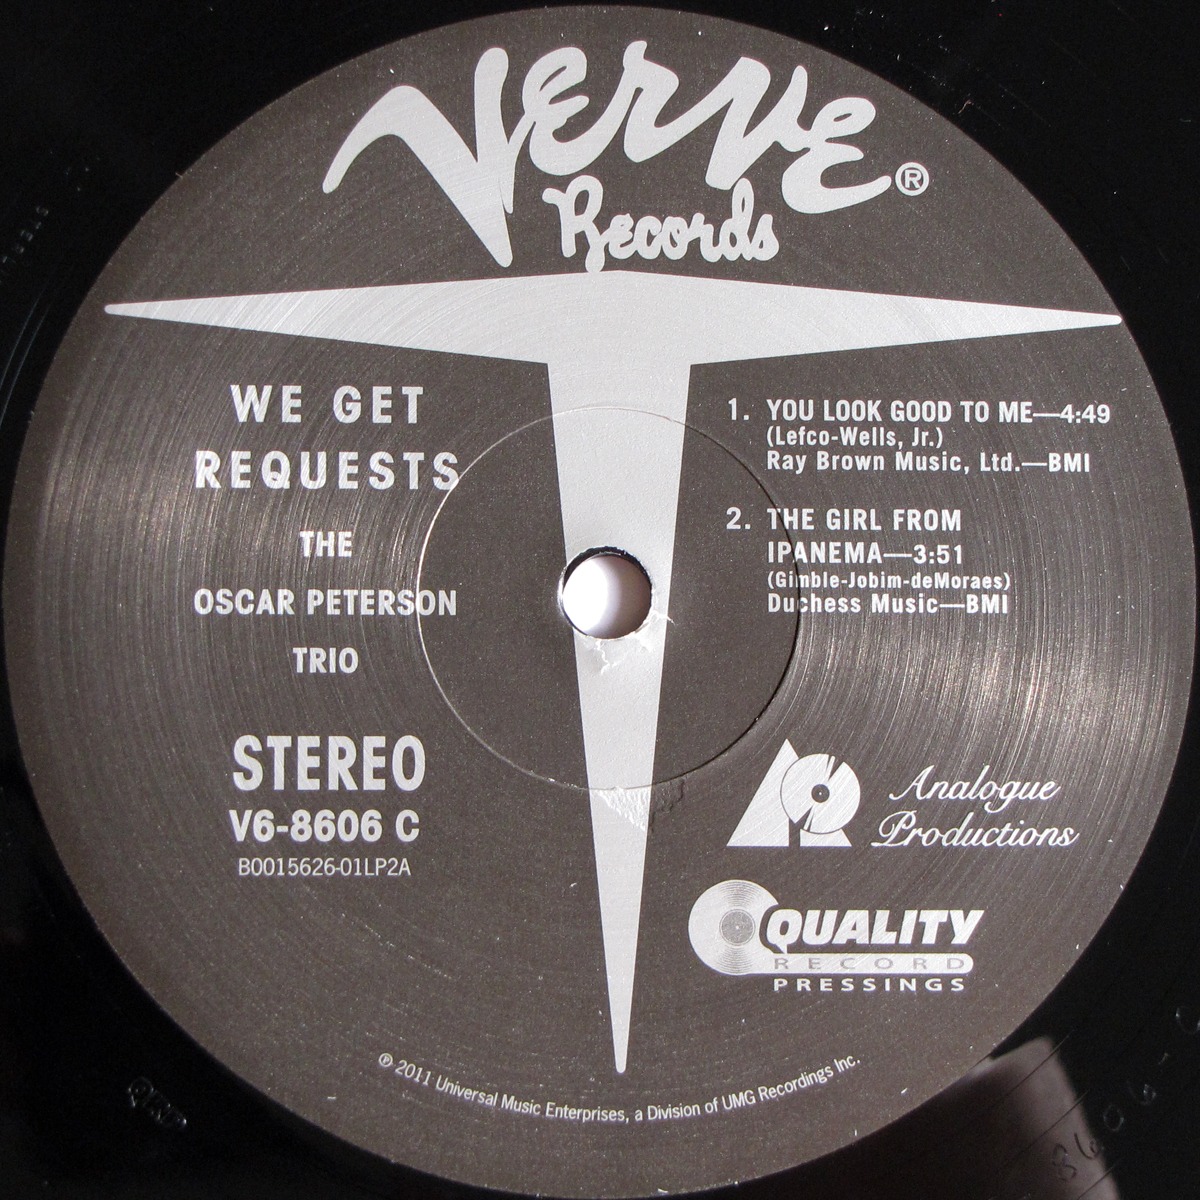 Verve®
Records
WE GET
REQUESTS
THE
OSCAR PETERSON
TRIO
STEREO
V6-8606 C
B0015626-01LP2A
1. YOU LOOK GOOD TO ME—4:49
(Lefco-Wells, Jr.)
Ray Brown Music, Ltd.—BMI
2. THE GIRL FROM
IPANEMA—3:51
(Gimble-Jobim-deMoraes)
Duchess Music—BMI
Analogue
Productions
QUALITY
RECORD
PRESSINGS
℗ 2011 Universal Music Enterprises, a Division of UMG Recordings Inc.
8606